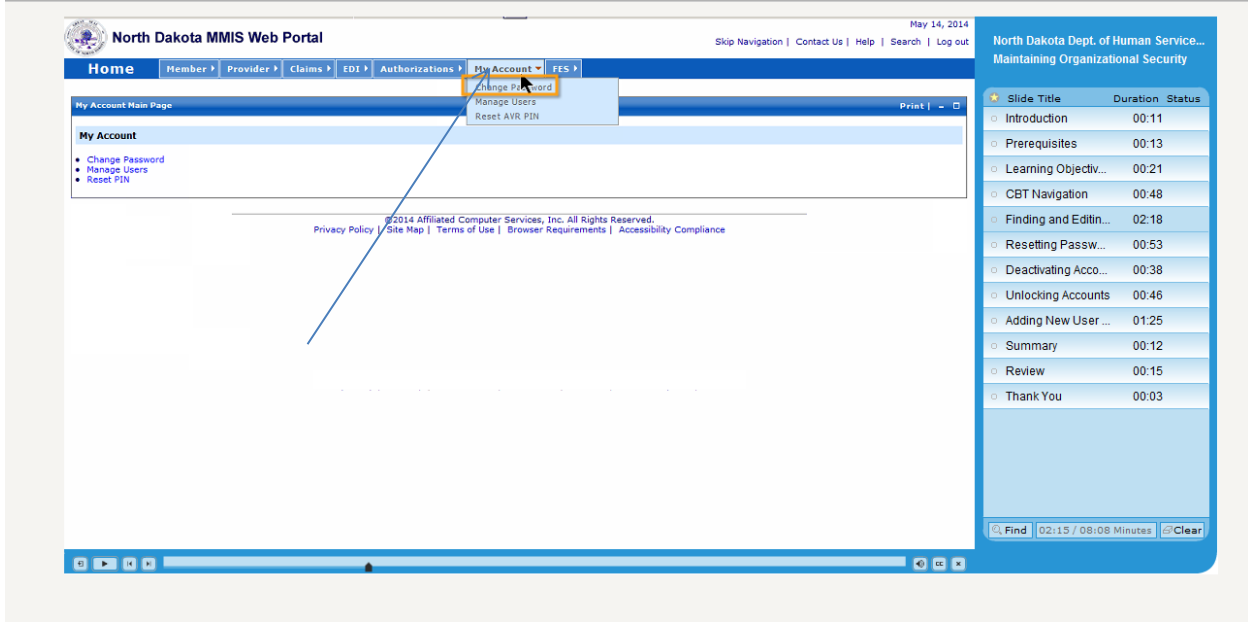 May 14, 2014
North Dakota MMIS Web Portal
Skip Navigation | Contact Us | Help | Search | Log out
Home Member Provider Claims EDI Authorizations My Account FES
Change Password
Manage Users
Reset AVR PIN
My Account Main Page Print | - □
My Account
• Change Password
• Manage Users
• Reset PIN
©2014 Affiliated Computer Services, Inc. All Rights Reserved.
Privacy Policy | Site Map | Terms of Use | Browser Requirements | Accessibility Compliance
North Dakota Dept. of Human Service...
Maintaining Organizational Security
Slide Title Duration Status
Introduction 00:11
Prerequisites 00:13
Learning Objectiv... 00:21
CBT Navigation 00:48
Finding and Editin... 02:18
Resetting Passw... 00:53
Deactivating Acco... 00:38
Unlocking Accounts 00:46
Adding New User ... 01:25
Summary 00:12
Review 00:15
Thank You 00:03
Find 02:15 / 08:08 Minutes Clear
CC